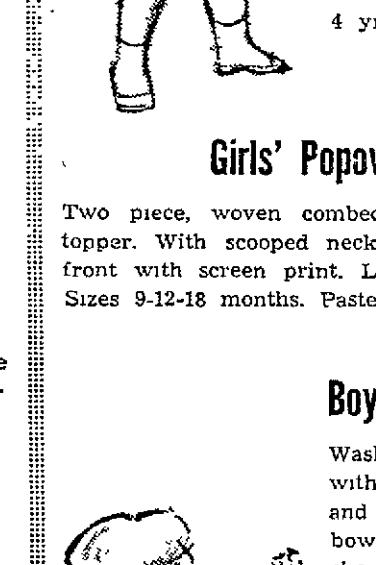 4 yr
Girls' Popov
Two piece, woven combed
topper. With scooped neck
front with screen print. L
Sizes 9-12-18 months. Paste
e
Boy
Wash
with
and
bow